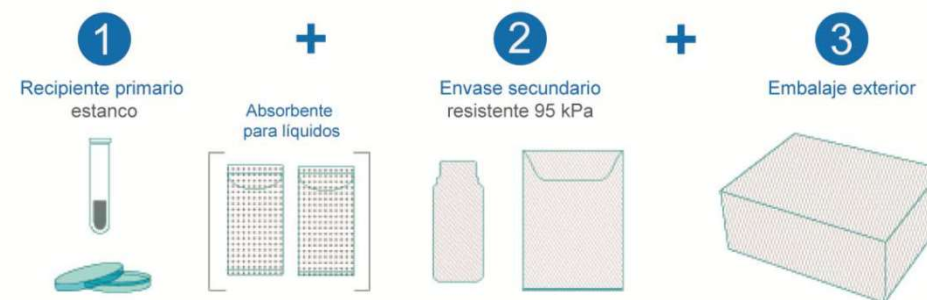 1
+
2
+
3
Recipiente primario
estanco
Absorbente
para líquidos
Envase secundario
resistente 95 kPa
Embalaje exterior